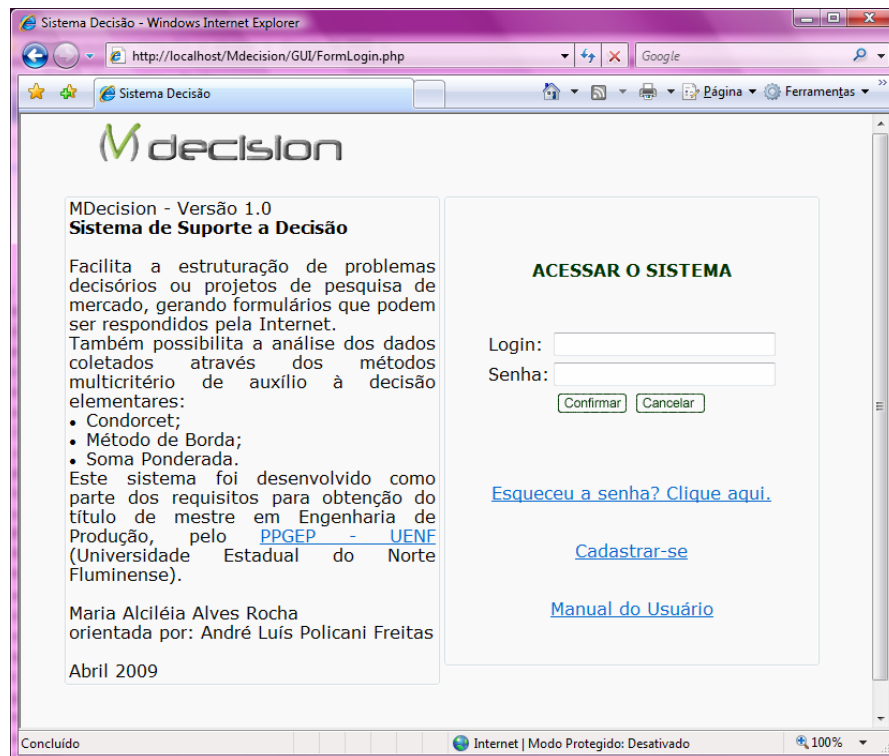 Sistema Decisão - Windows Internet Explorer
http://localhost/Mdecision/GUI/FormLogin.php
Google
Sistema Decisão
Página
Ferramentas
Mdecision
MDecision - Versão 1.0
Sistema de Suporte a Decisão
Facilita a estruturação de problemas
decisórios ou projetos de pesquisa de
mercado, gerando formulários que podem
ser respondidos pela Internet.
Também possibilita a análise dos dados
coletados através dos métodos
multicritério de auxílio à decisão
elementares:
• Condorcet;
• Método de Borda;
• Soma Ponderada.
Este sistema foi desenvolvido como
parte dos requisitos para obtenção do
título de mestre em Engenharia de
Produção, pelo PPGEP - UENF
(Universidade Estadual do Norte
Fluminense).
Maria Alciléia Alves Rocha
orientada por: André Luís Policani Freitas
Abril 2009
ACESSAR O SISTEMA
Login:
Senha:
Confirmar Cancelar
Esqueceu a senha? Clique aqui.
Cadastrar-se
Manual do Usuário
Concluído
Internet | Modo Protegido: Desativado
100%